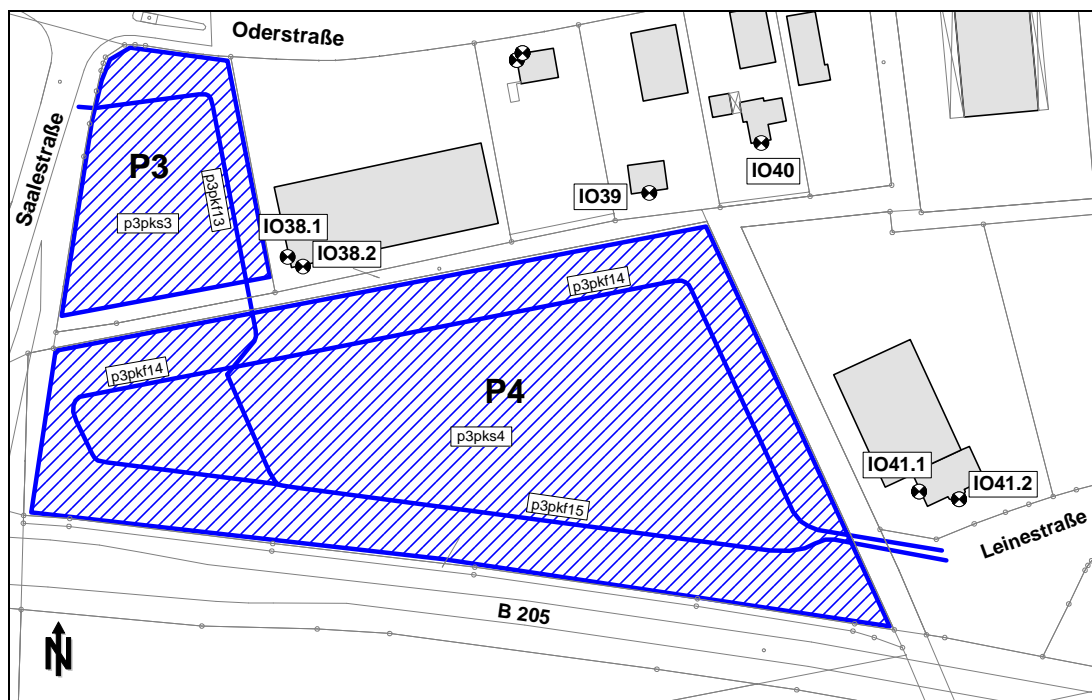 Oderstraße
Saalestraße
P3
p3pkf13
p3pks3
IO38.1
IO38.2
IO39
IO40
p3pkf14
p3pkf14
P4
p3pks4
IO41.1
IO41.2
p3pkf15
Leinestraße
B 205
N